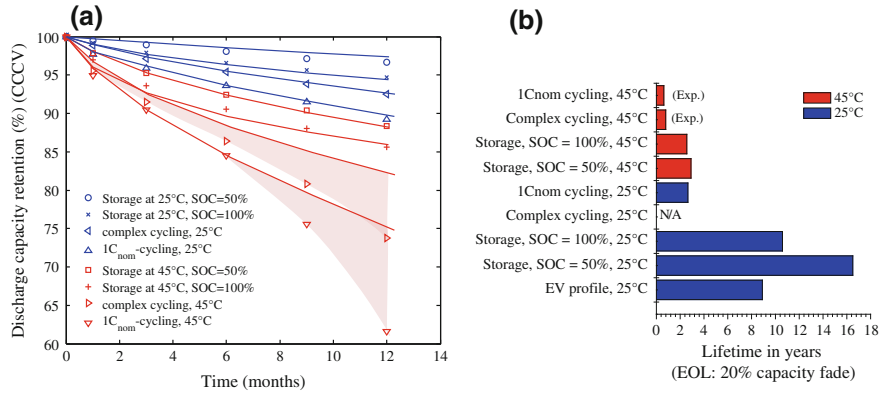 (a)
100
95
90
85
80
75
70
65
60
Discharge capacity retention (%) (CCCV)
Storage at 25°C, SOC=50%
Storage at 25°C, SOC=100%
complex cycling, 25°C
1Cnom-cycling, 25°C
Storage at 45°C, SOC=50%
Storage at 45°C, SOC=100%
complex cycling, 45°C
1Cnom-cycling, 45°C
0 2 4 6 8 10 12 14
Time (months)
(b)
1Cnom cycling, 45°C (Exp.)
Complex cycling, 45°C (Exp.)
Storage, SOC = 100%, 45°C
Storage, SOC = 50%, 45°C
1Cnom cycling, 25°C
Complex cycling, 25°C N/A
Storage, SOC = 100%, 25°C
Storage, SOC = 50%, 25°C
EV profile, 25°C
45°C
25°C
0 2 4 6 8 10 12 14 16 18
Lifetime in years
(EOL: 20% capacity fade)